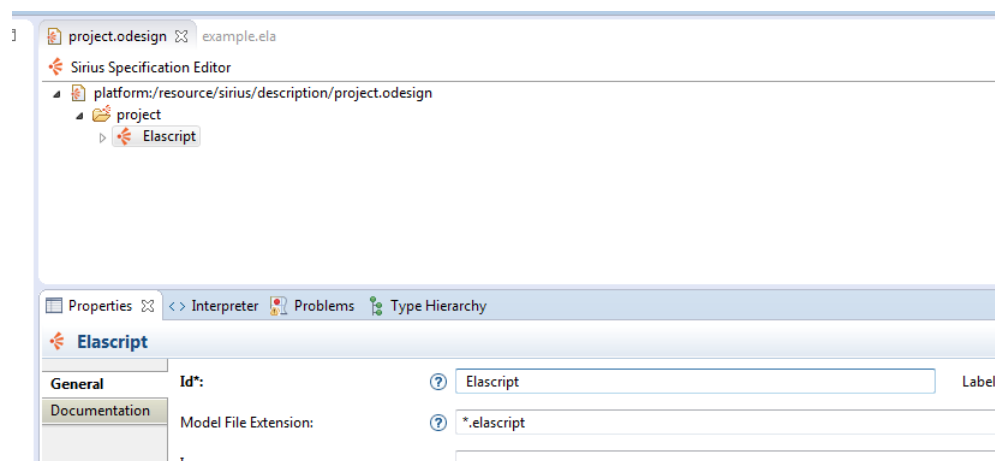 project.odesign example.ela
Sirius Specification Editor
platform:/resource/sirius/description/project.odesign
project
Elascript
Properties <> Interpreter Problems Type Hierarchy
Elascript
General Id*: ? Elascript Label
Documentation
Model File Extension: ? *.elascript